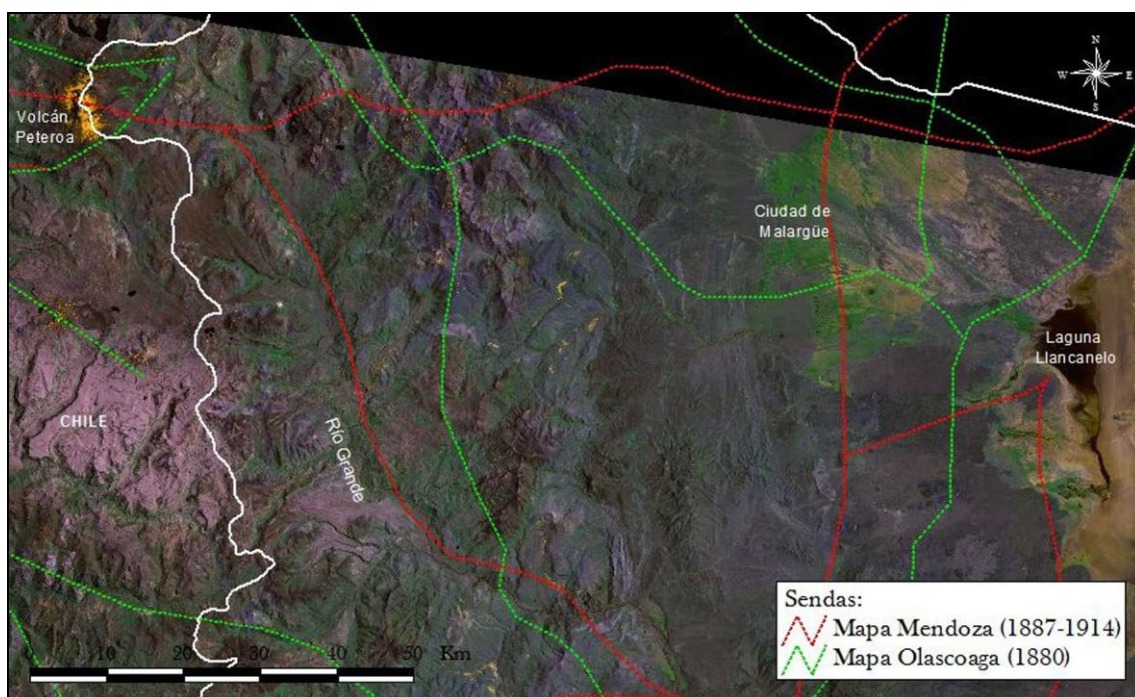 N
W E
S
Volcán
Peteroa
Ciudad de
Malargüe
Laguna
Llancanelo
CHILE
Río Grande
Sendas:
Mapa Mendoza (1887-1914)
Mapa Olascoaga (1880)
0 10 20 30 40 50 Km